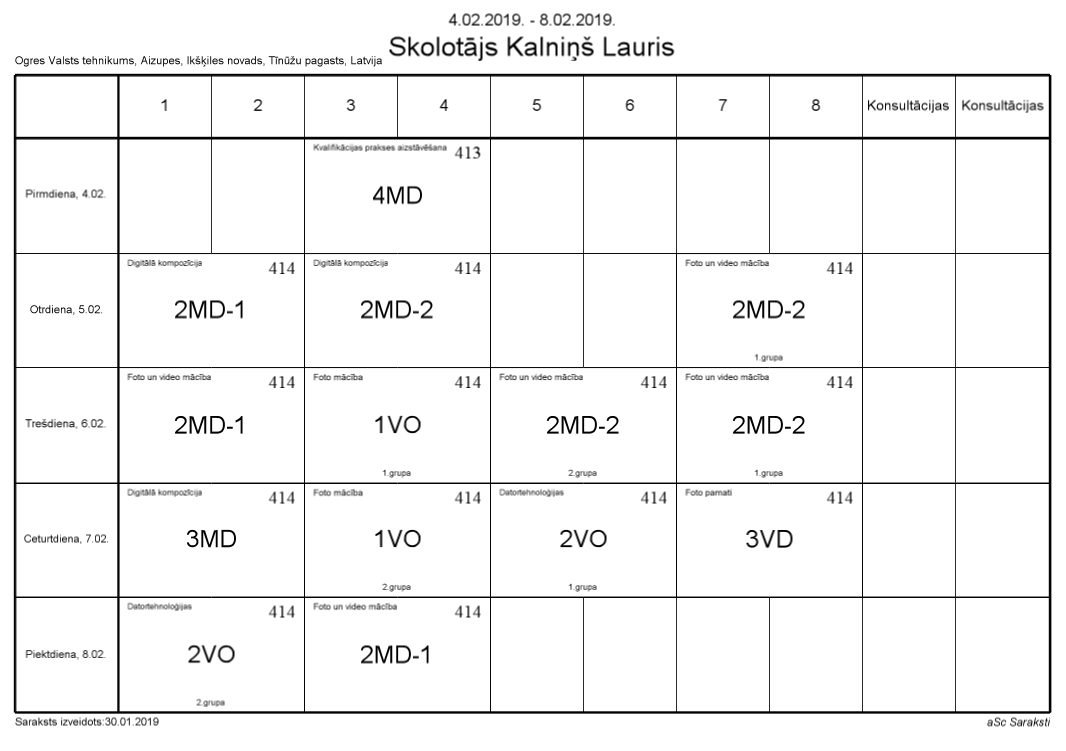 4.02.2019. - 8.02.2019.
Skolotājs Kalniņš Lauris
Ogres Valsts tehnikums, Aizupes, Ikšķiles novads, Tīnūžu pagasts, Latvija
1 2 3 4 5 6 7 8 Konsultācijas Konsultācijas
Pirmdiena, 4.02.
Kvalifikācijas prakses aizstāvēšana 413
4MD
Otrdiena, 5.02.
Digitālā kompozīcija 414
2MD-1
Digitālā kompozīcija 414
2MD-2
Foto un video mācība 414
2MD-2
1.grupa
Trešdiena, 6.02.
Foto un video mācība 414
2MD-1
Foto mācība 414
1VO
1.grupa
Foto un video mācība 414
2MD-2
2.grupa
Foto un video mācība 414
2MD-2
1.grupa
Ceturtdiena, 7.02.
Digitālā kompozīcija 414
3MD
Foto mācība 414
1VO
2.grupa
Datortehnoloģijas 414
2VO
1.grupa
Foto pamati 414
3VD
Piektdiena, 8.02.
Datortehnoloģijas 414
2VO
2.grupa
Foto un video mācība 414
2MD-1
Saraksts izveidots:30.01.2019
aSc Saraksti